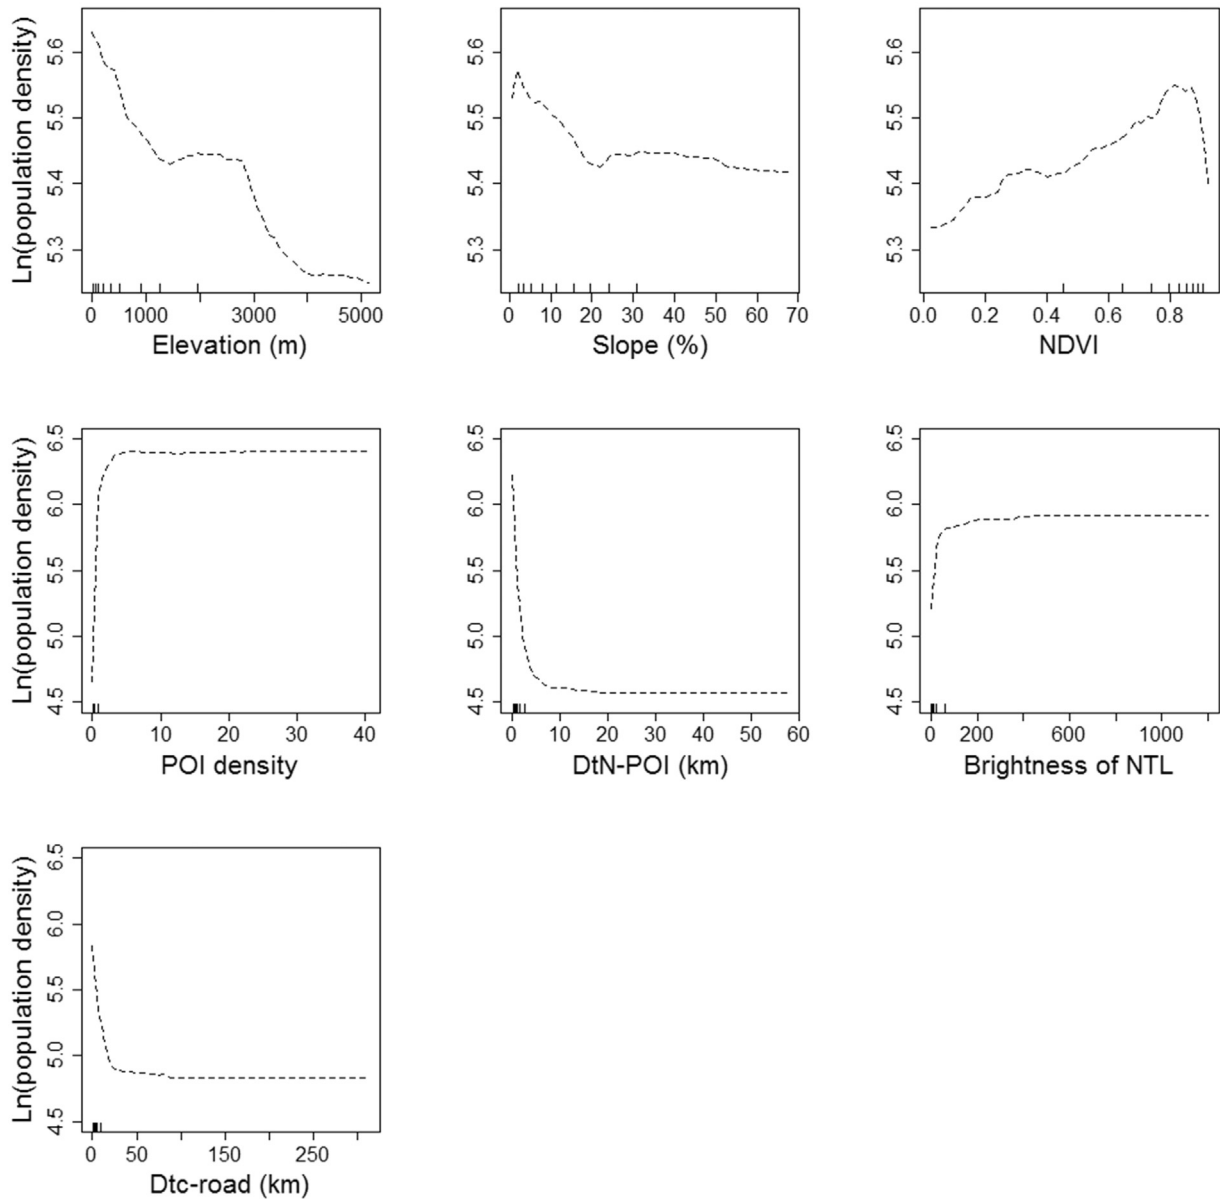 Ln(population density)
5.3 5.4 5.5 5.6
0 1000 3000 5000
Elevation (m)
5.3 5.4 5.5 5.6
0 10 20 30 40 50 60 70
Slope (%)
5.3 5.4 5.5 5.6
0.0 0.2 0.4 0.6 0.8
NDVI
Ln(population density)
4.5 5.0 5.5 6.0 6.5
0 10 20 30 40
POI density
4.5 5.0 5.5 6.0 6.5
0 10 20 30 40 50 60
DtN-POI (km)
4.5 5.0 5.5 6.0 6.5
0 200 600 1000
Brightness of NTL
Ln(population density)
4.5 5.0 5.5 6.0 6.5
0 50 150 250
Dtc-road (km)